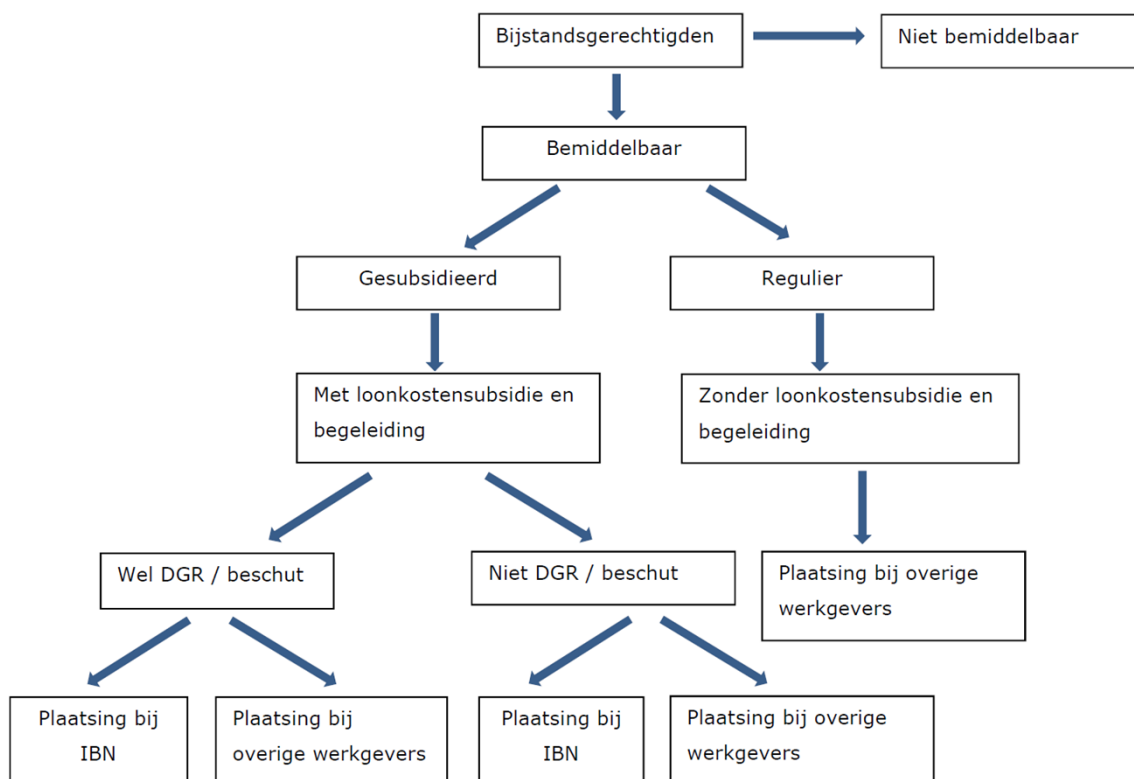 Bijstandsgerechtigden
Niet bemiddelbaar
Bemiddelbaar
Gesubsidieerd
Regulier
Met loonkostensubsidie en
begeleiding
Zonder loonkostensubsidie en
begeleiding
Wel DGR / beschut
Niet DGR / beschut
Plaatsing bij overige
werkgevers
Plaatsing bij
IBN
Plaatsing bij
overige werkgevers
Plaatsing bij
IBN
Plaatsing bij overige
werkgevers